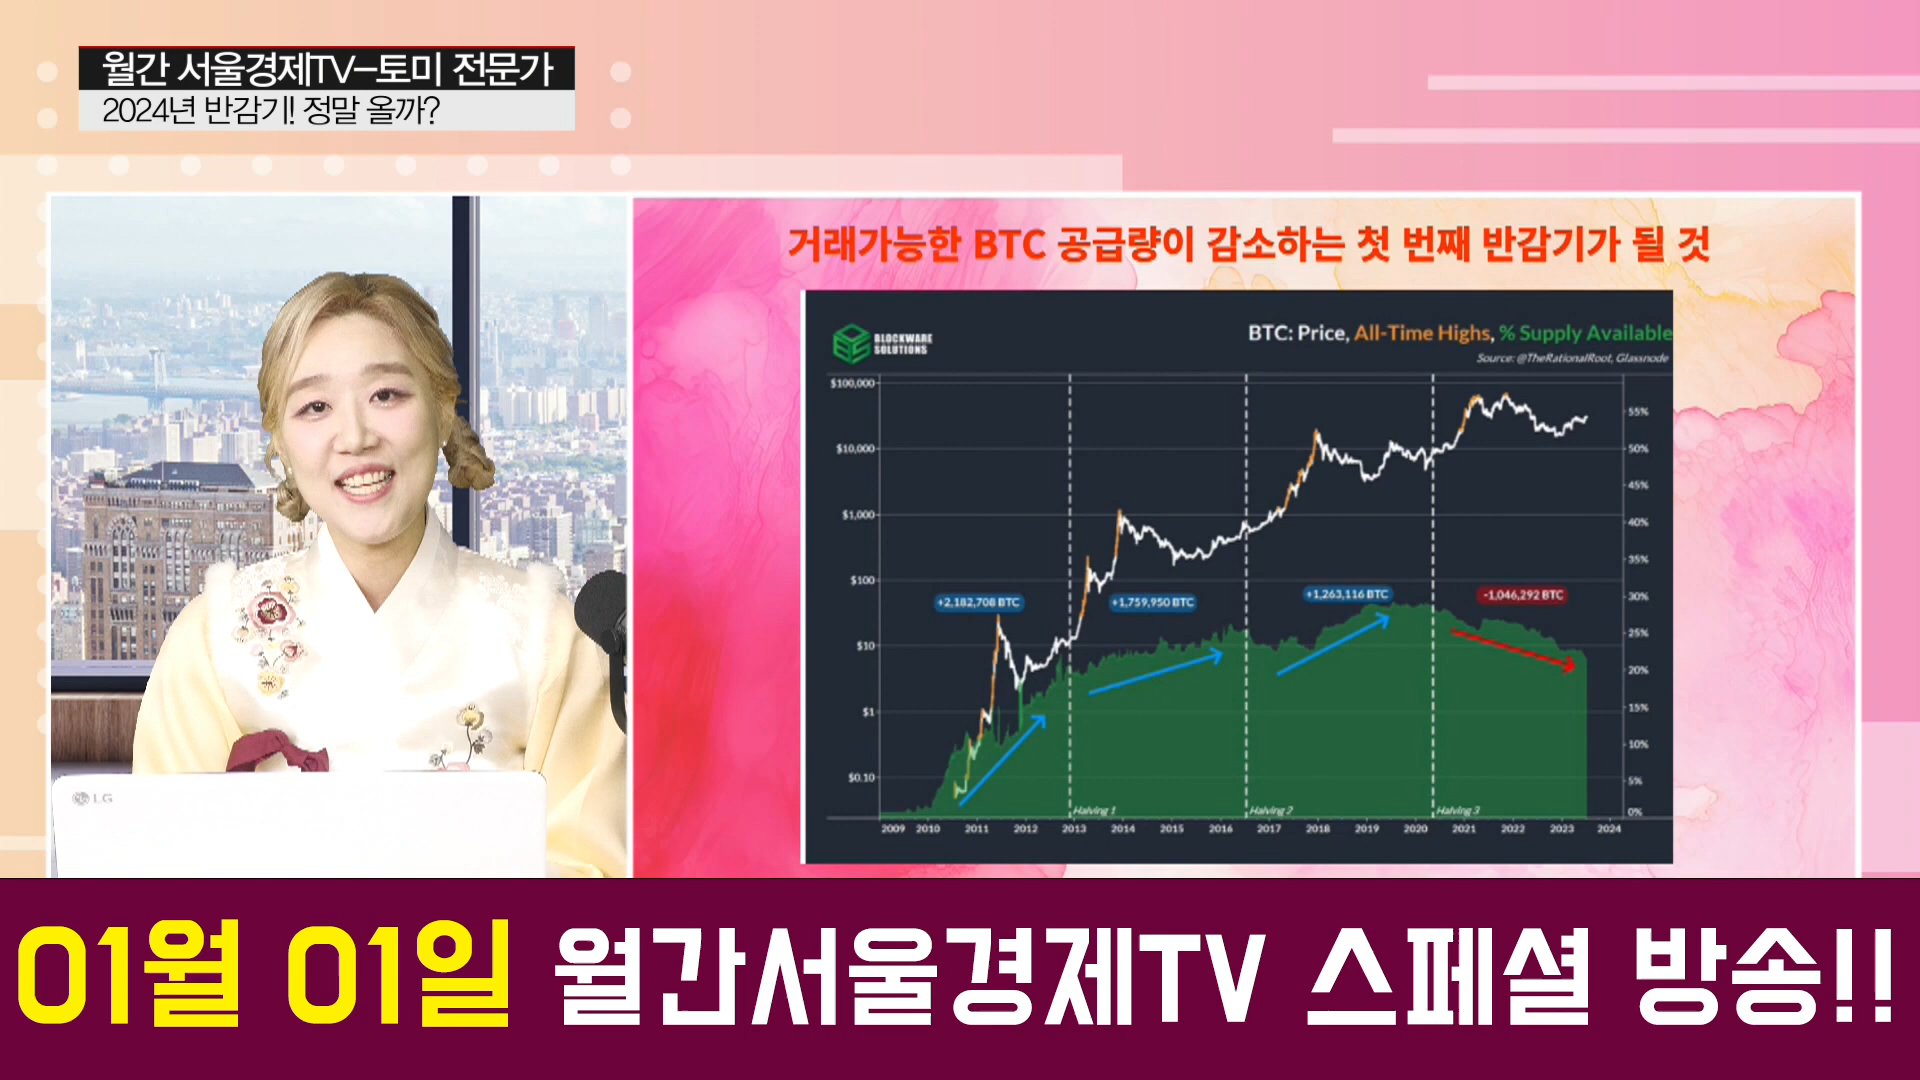 월간 서울경제TV-토미 전문가
2024년 반감기! 정말 올까?
거래가능한 BTC 공급량이 감소하는 첫 번째 반감기가 될 것
BLOCKWARE
SOLUTIONS
BTC: Price, All-Time Highs, % Supply Available
Source: @TheRationalRoot, Glassnode
$100,000
$10,000
$1,000
$100
$10
$1
$0.10
55%
50%
45%
40%
35%
30%
25%
20%
15%
10%
5%
0%
+2,182,708 BTC
+1,759,950 BTC
+1,263,116 BTC
-1,046,292 BTC
Halving 1
Halving 2
Halving 3
2009 2010 2011 2012 2013 2014 2015 2016 2017 2018 2019 2020 2021 2022 2023 2024
LG
01월 01일 월간서울경제TV 스페셜 방송!!